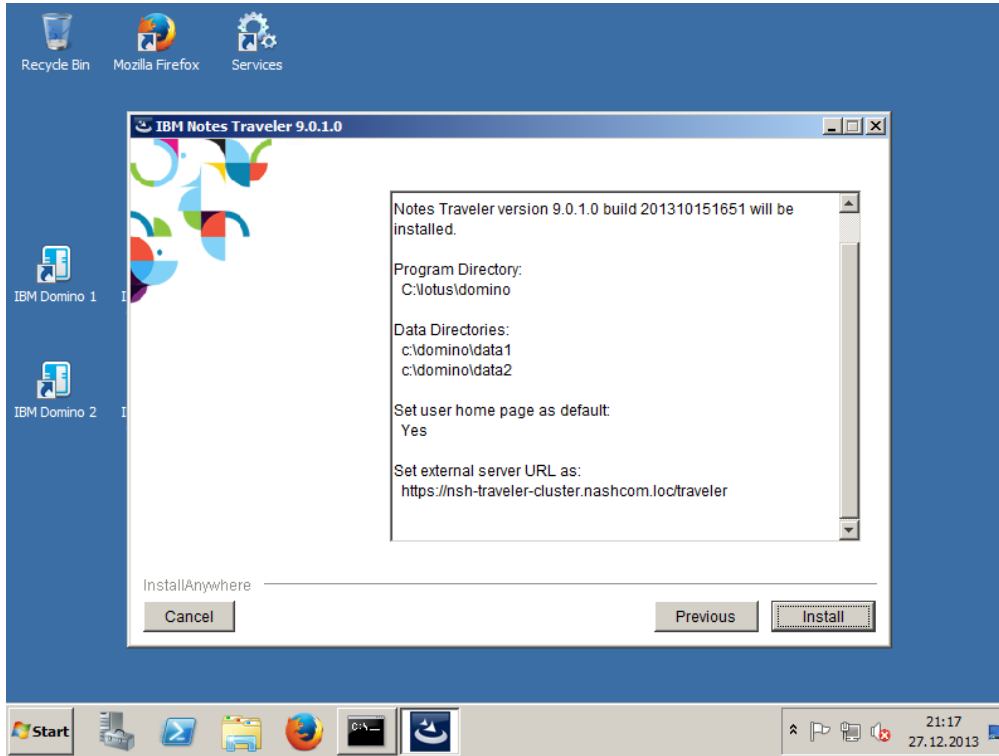 Recycle Bin
Mozilla Firefox
Services
IBM Notes Traveler 9.0.1.0
IBM Domino 1
IBM Domino 2
Notes Traveler version 9.0.1.0 build 201310151651 will be
installed.
Program Directory:
C:\lotus\domino
Data Directories:
c:\domino\data1
c:\domino\data2
Set user home page as default:
Yes
Set external server URL as:
https://nsh-traveler-cluster.nashcom.loc/traveler
InstallAnywhere
Cancel
Previous
Install
Start
C:\_
21:17
27.12.2013